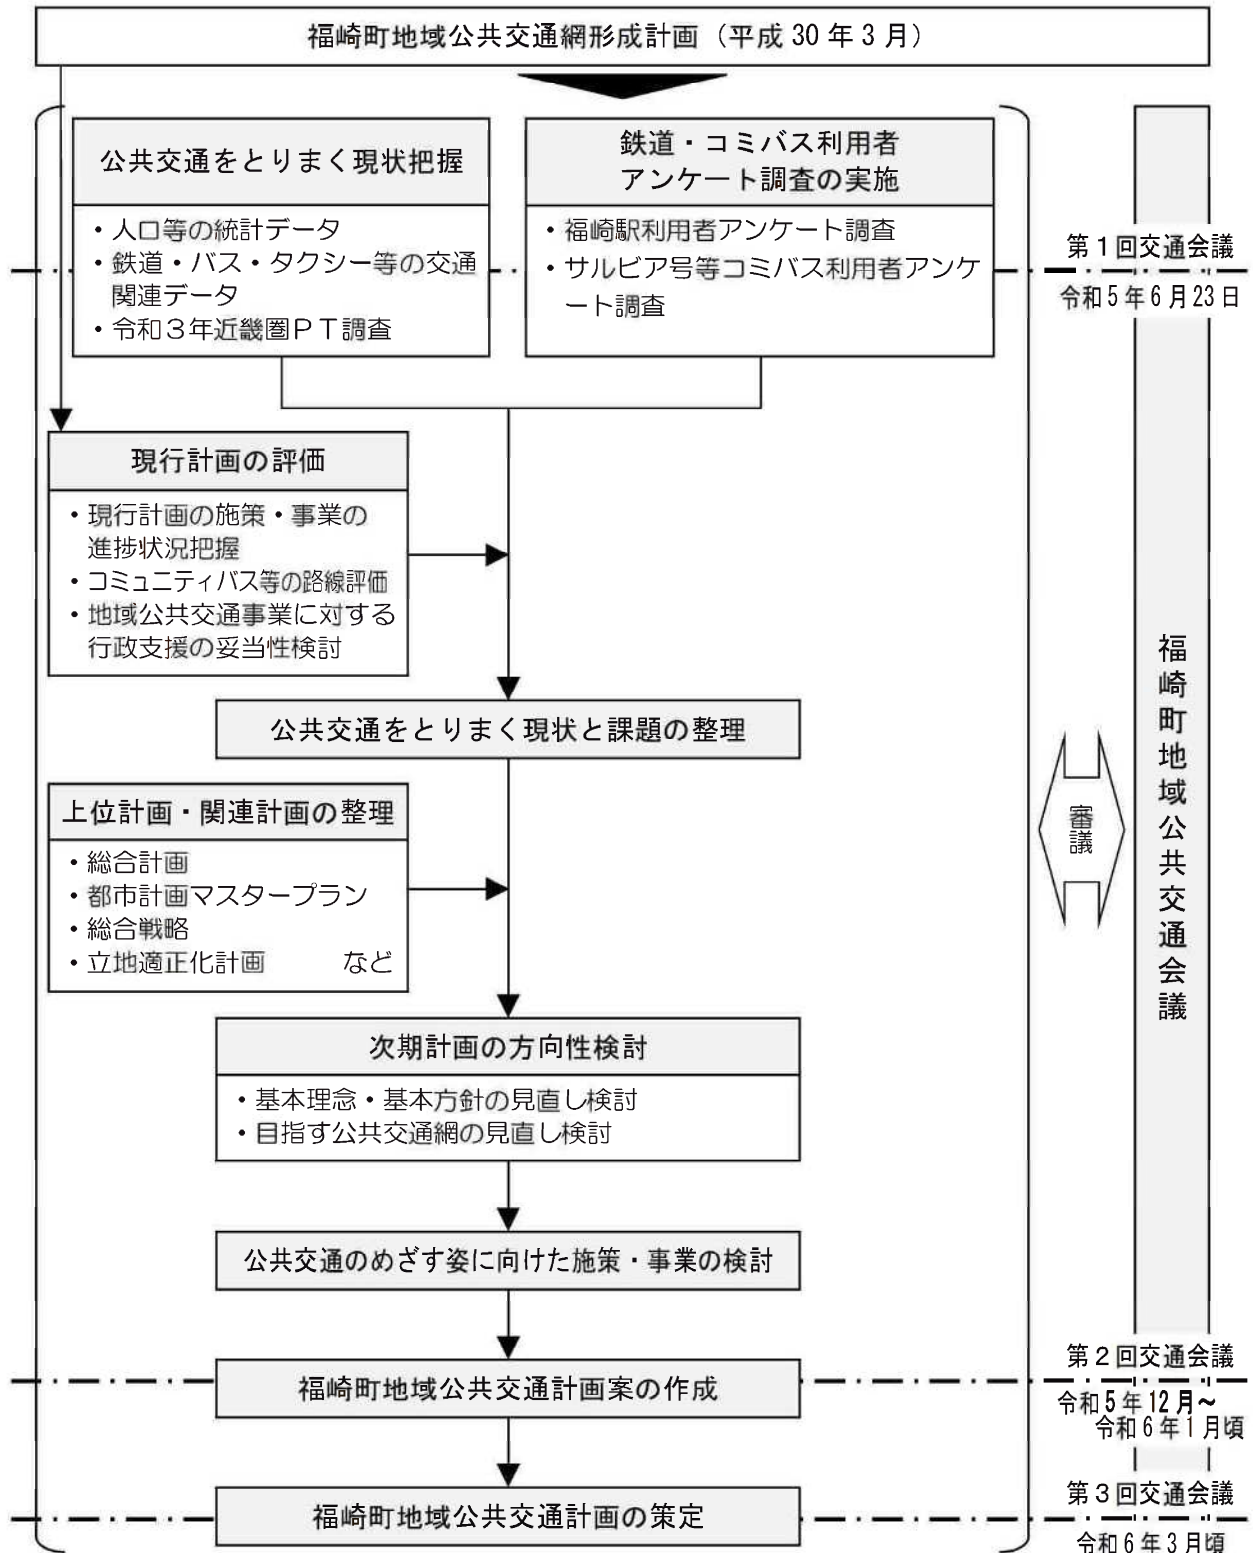 福崎町地域公共交通網形成計画（平成30年3月）
公共交通をとりまく現状把握
・人口等の統計データ
・鉄道・バス・タクシー等の交通
関連データ
・令和３年近畿圏ＰＴ調査
鉄道・コミバス利用者
アンケート調査の実施
・福崎駅利用者アンケート調査
・サルビア号等コミバス利用者アンケ
ート調査
第１回交通会議
令和5年6月23日
現行計画の評価
・現行計画の施策・事業の
進捗状況把握
・コミュニティバス等の路線評価
・地域公共交通事業に対する
行政支援の妥当性検討
公共交通をとりまく現状と課題の整理
上位計画・関連計画の整理
・総合計画
・都市計画マスタープラン
・総合戦略
・立地適正化計画　　　など
審議
福崎町地域公共交通会議
次期計画の方向性検討
・基本理念・基本方針の見直し検討
・目指す公共交通網の見直し検討
公共交通のめざす姿に向けた施策・事業の検討
福崎町地域公共交通計画案の作成
第２回交通会議
令和5年12月～
令和6年1月頃
福崎町地域公共交通計画の策定
第３回交通会議
令和6年3月頃